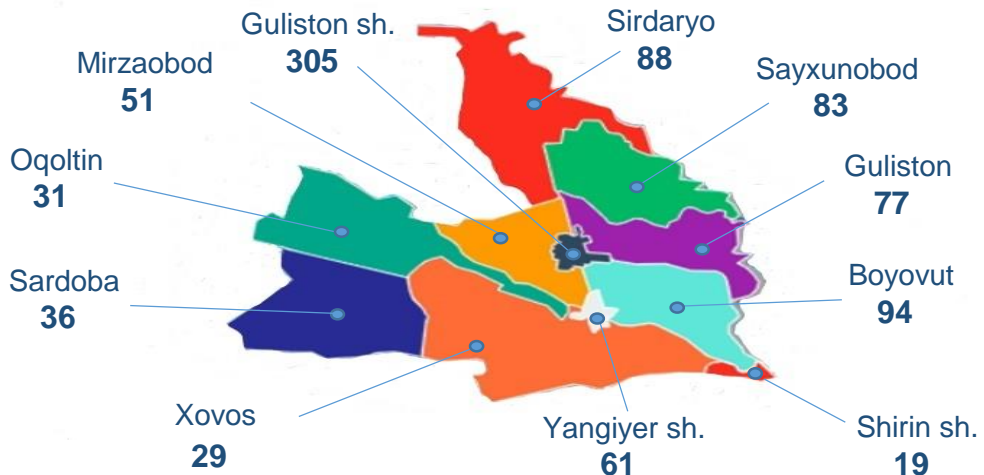 Guliston sh.
305
Sirdaryo
88
Mirzaobod
51
Sayxunobod
83
Oqoltin
31
Guliston
77
Sardoba
36
Boyovut
94
Xovos
29
Yangiyer sh.
61
Shirin sh.
19